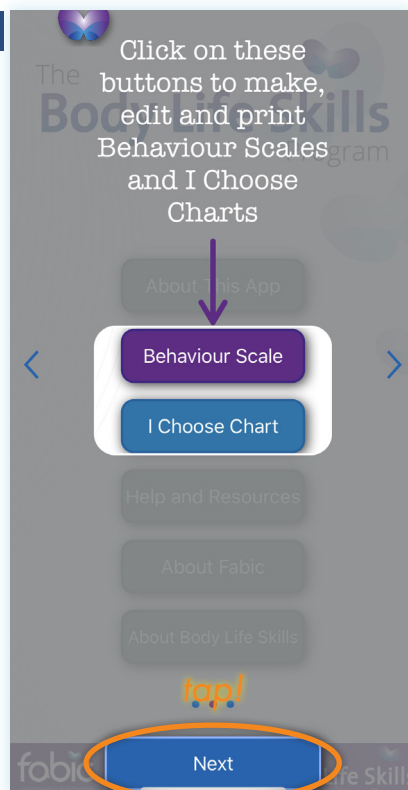 Click on these
buttons to make,
edit and print
Behaviour Scales
and I Choose
Charts
The
Body Life Skills
Program
About This App
Behaviour Scale
I Choose Chart
Help and Resources
About Fabic
About Body Life Skills
tap!
Next
fabic
Life Skills